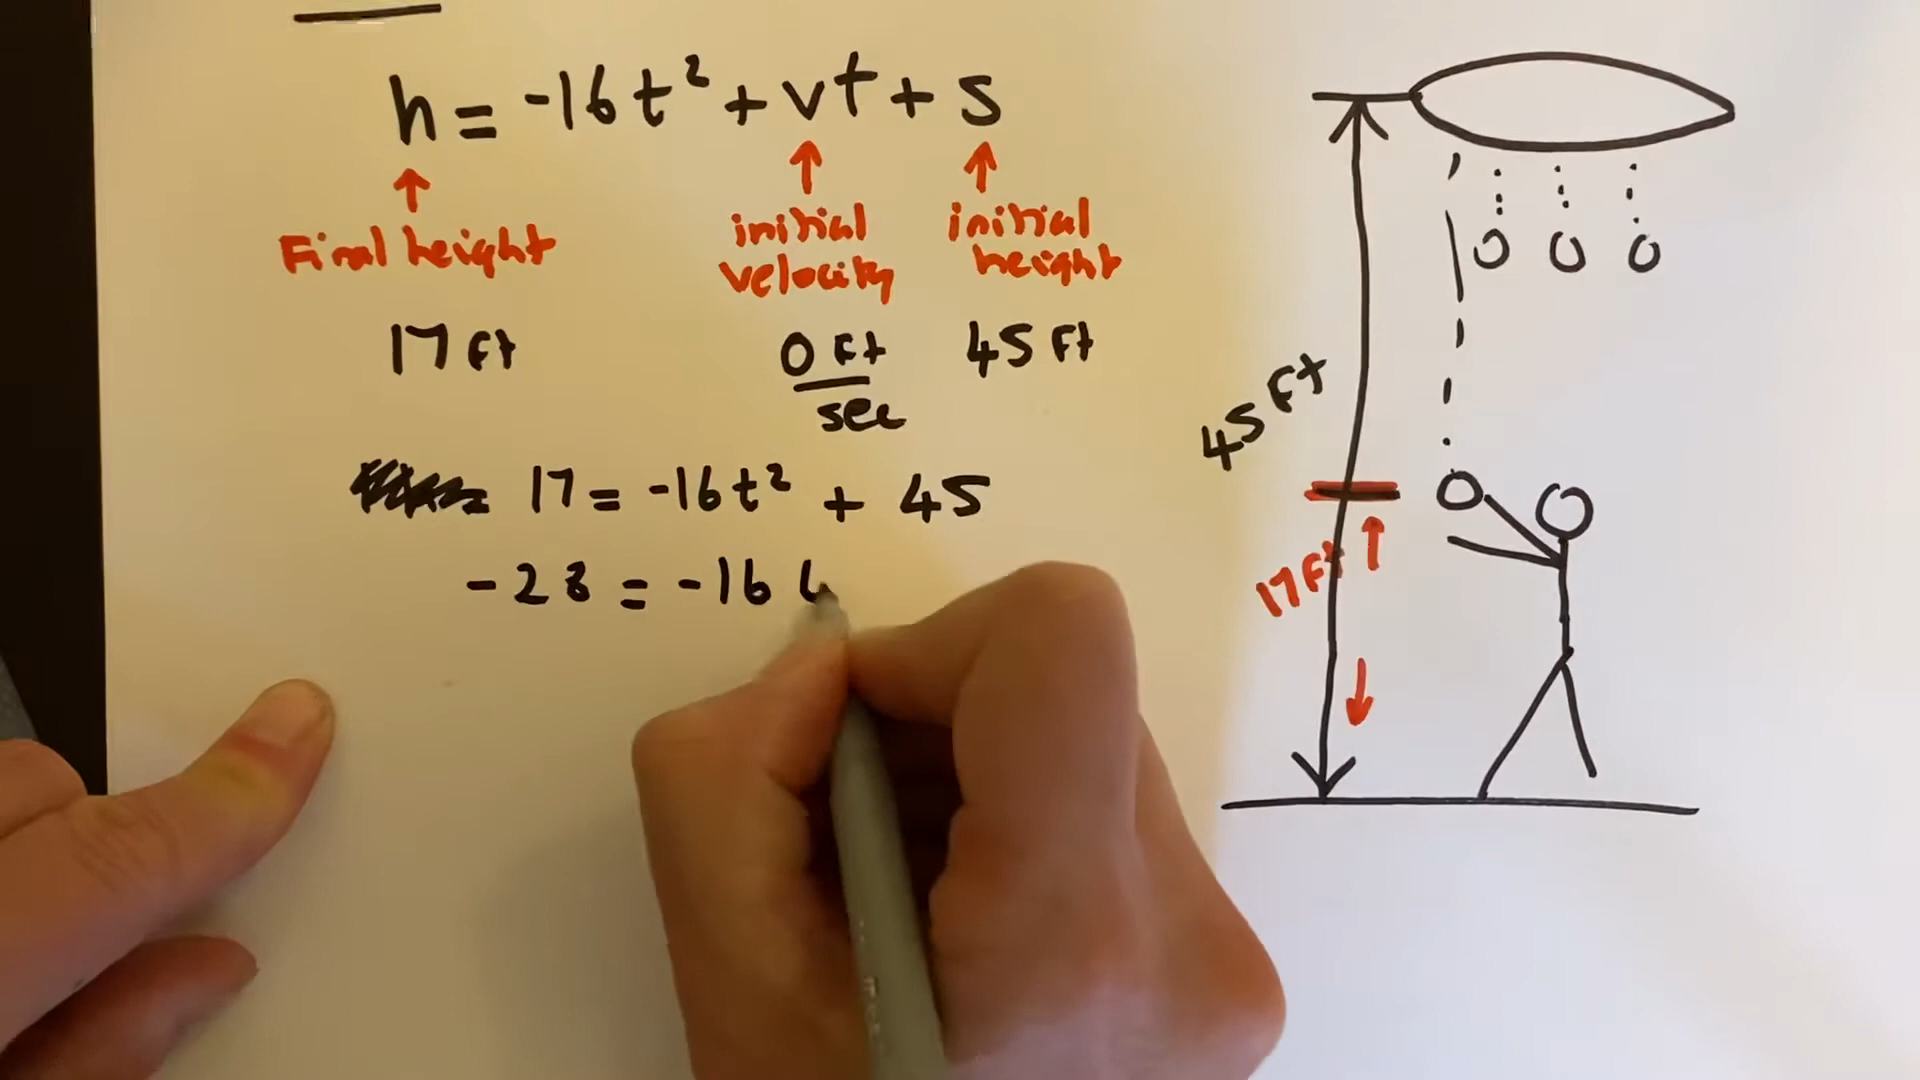 h = -16t² + vt + s
Final height
initial velocity
initial height
17 Ft
0 Ft
sec
45 Ft
17 = -16t² + 45
-28 = -16
45 Ft
17 Ft